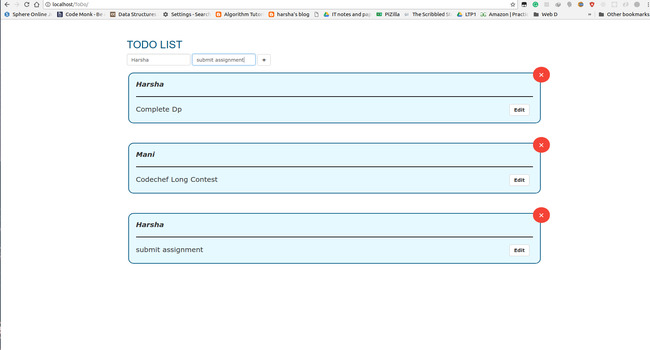 localhost/ToDo/
Sphere Online J Code Monk - Be Data Structures Settings - Searc Algorithm Tutor harsha's blog IT notes and pap PiZilla The Scribbled S LTP1 Amazon | Practi Web D » Other bookmarks
TODO LIST
Harsha submit assignment +
Harsha ×
Complete Dp Edit
Mani ×
Codechef Long Contest Edit
Harsha ×
submit assignment Edit